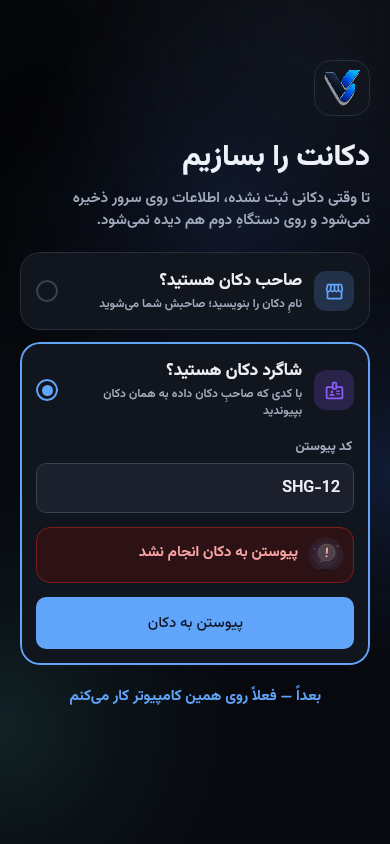 دکانت را بسازیم
تا وقتی دکانی ثبت نشده، اطلاعات روی سرور ذخیره
نمی‌شود و روی دستگاهِ دوم هم دیده نمی‌شود.
صاحب دکان هستید؟
نامِ دکان را بنویسید؛ صاحبش شما می‌شوید
شاگرد دکان هستید؟
با کدی که صاحبِ دکان داده به همان دکان
بپیوندید
کد پیوستن
SHG-12
پیوستن به دکان انجام نشد
پیوستن به دکان
بعداً — فعلاً روی همین کامپیوتر کار می‌کنم